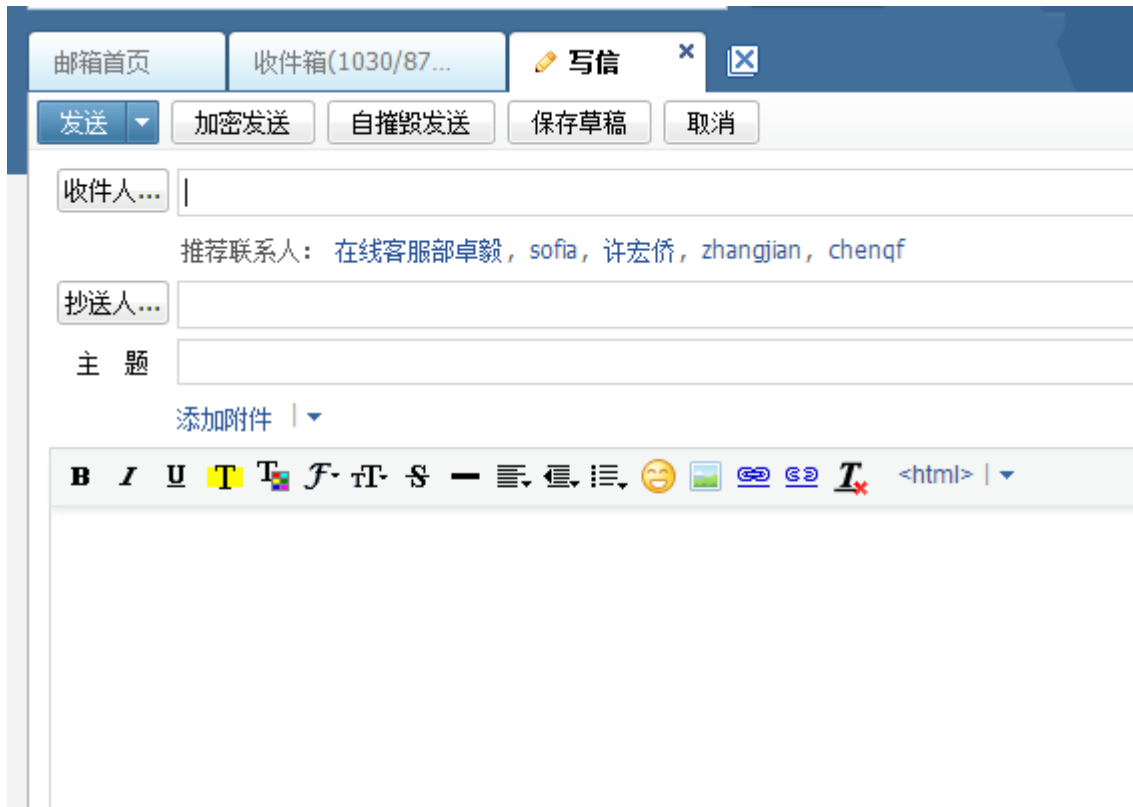 邮箱首页 收件箱(1030/87... 写信
发送 加密发送 自摧毁发送 保存草稿 取消
收件人...
推荐联系人: 在线客服部卓毅, sofia, 许宏侨, zhangjian, chenqf
抄送人...
主 题
添加附件
B I U T T F TT S T <html>